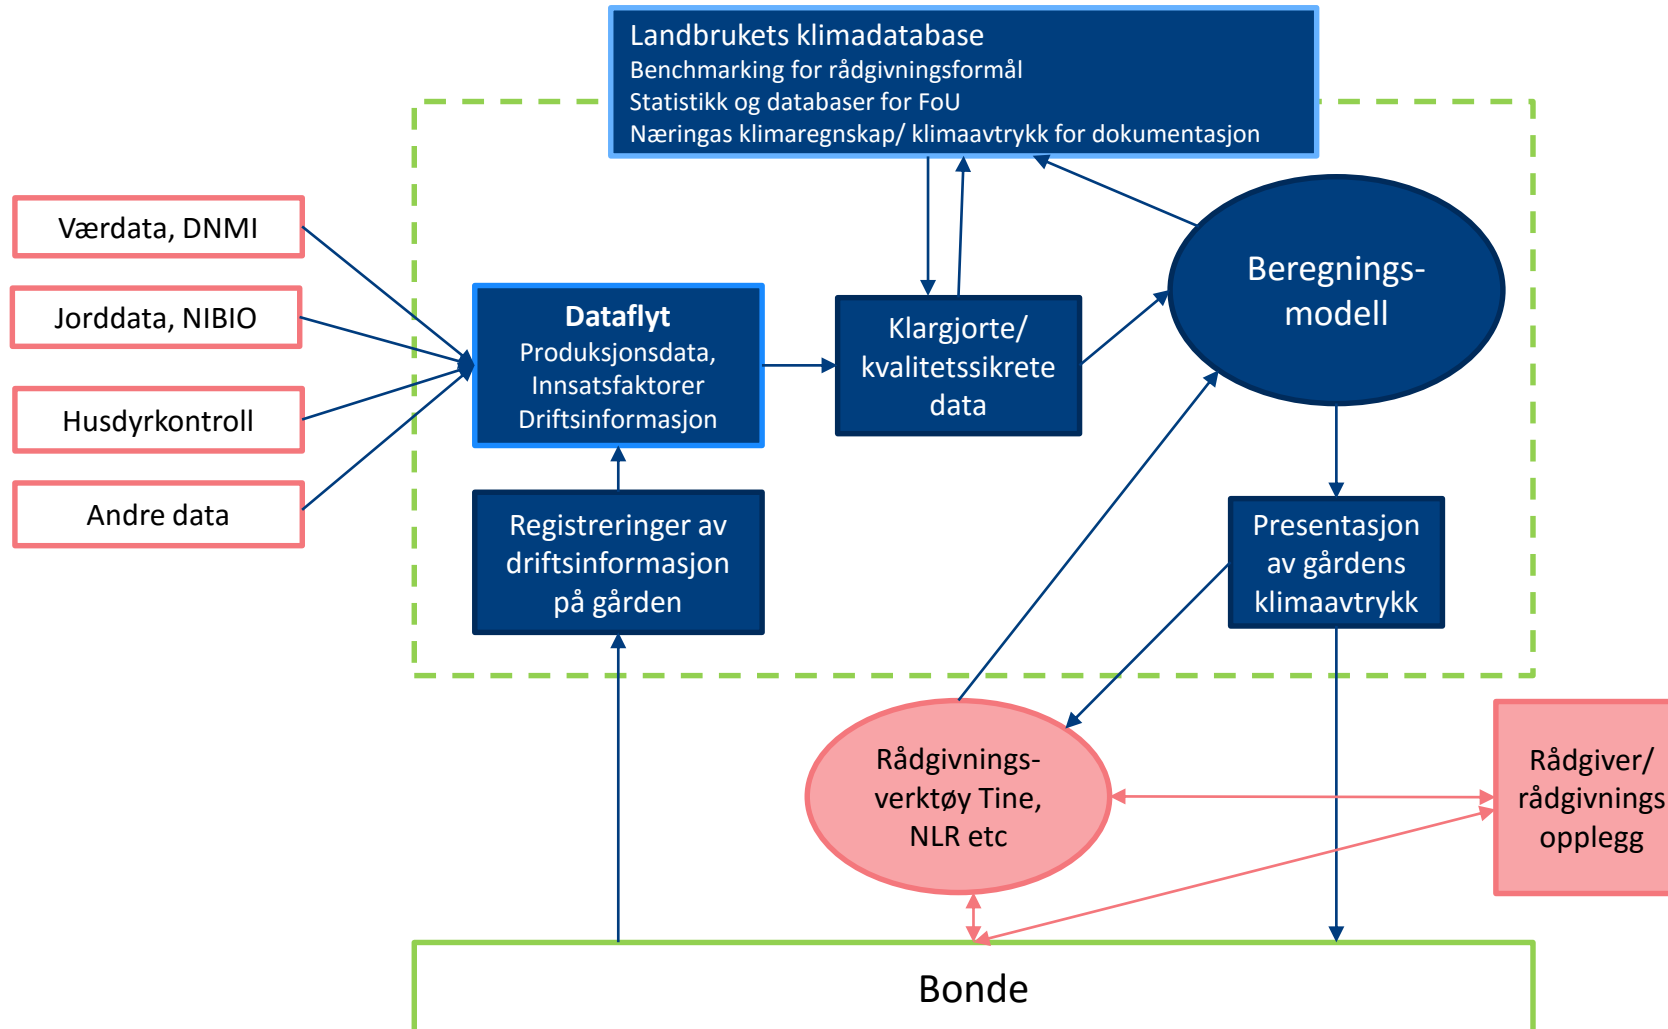 Landbrukets klimadatabase
Benchmarking for rådgivningsformål
Statistikk og databaser for FoU
Næringas klimaregnskap/ klimaavtrykk for dokumentasjon
Værdata, DNMI
Jorddata, NIBIO
Husdyrkontroll
Andre data
Dataflyt
Produksjonsdata,
Innsatsfaktorer
Driftsinformasjon
Klargjorte/
kvalitetssikrete
data
Beregnings-
modell
Registreringer av
driftsinformasjon
på gården
Presentasjon
av gårdens
klimaavtrykk
Rådgivnings-
verktøy Tine,
NLR etc
Rådgiver/
rådgivnings
opplegg
Bonde